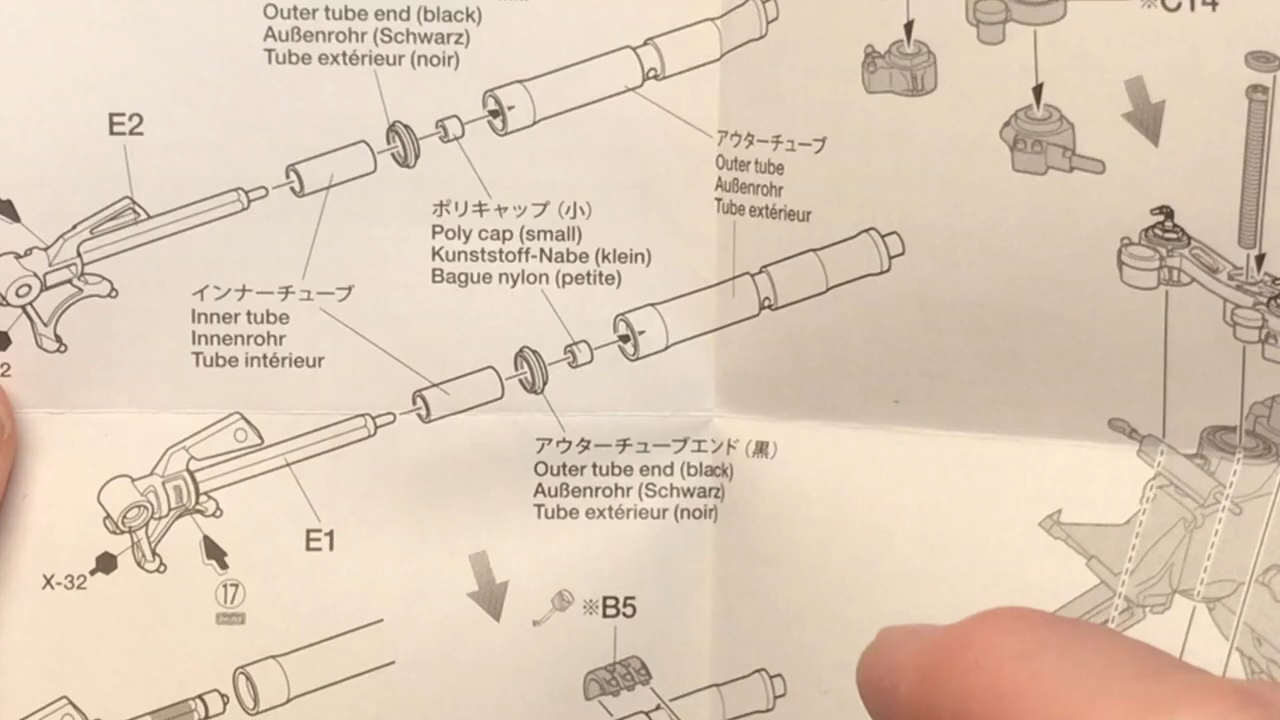 Outer tube end (black)
Außenrohr (Schwarz)
Tube extérieur (noir)
※C14
E2
アウターチューブ
Outer tube
Außenrohr
Tube extérieur
ポリキャップ（小）
Poly cap (small)
Kunststoff-Nabe (klein)
Bague nylon (petite)
インナーチューブ
Inner tube
Innenrohr
Tube intérieur
2
アウターチューブエンド（黒）
Outer tube end (black)
Außenrohr (Schwarz)
Tube extérieur (noir)
E1
X-32
17
※B5